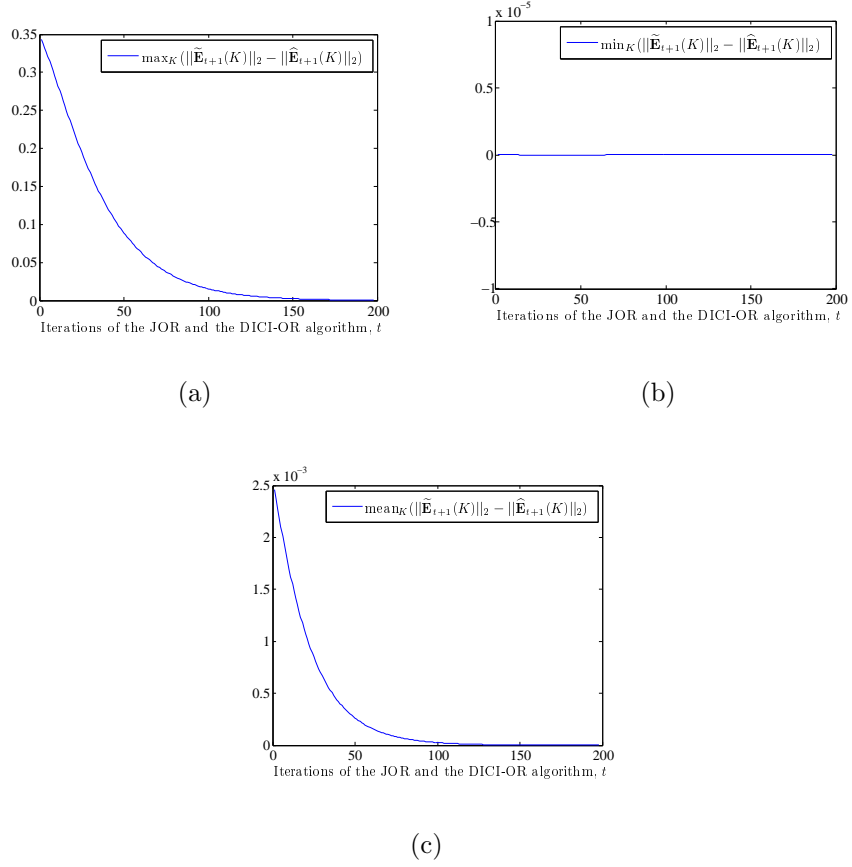 0.35
0.3
0.25
0.2
0.15
0.1
0.05
0
0 50 100 150 200
max_K(||Ẽ_{t+1}(K)||_2 − ||Ê_{t+1}(K)||_2)
Iterations of the JOR and the DICI-OR algorithm, t
(a)
x 10^{−5}
1
0.5
0
−0.5
−1
0 50 100 150 200
min_K(||Ẽ_{t+1}(K)||_2 − ||Ê_{t+1}(K)||_2)
Iterations of the JOR and the DICI-OR algorithm, t
(b)
x 10^{−3}
2.5
2
1.5
1
0.5
0
0 50 100 150 200
mean_K(||Ẽ_{t+1}(K)||_2 − ||Ê_{t+1}(K)||_2)
Iterations of the JOR and the DICI-OR algorithm, t
(c)